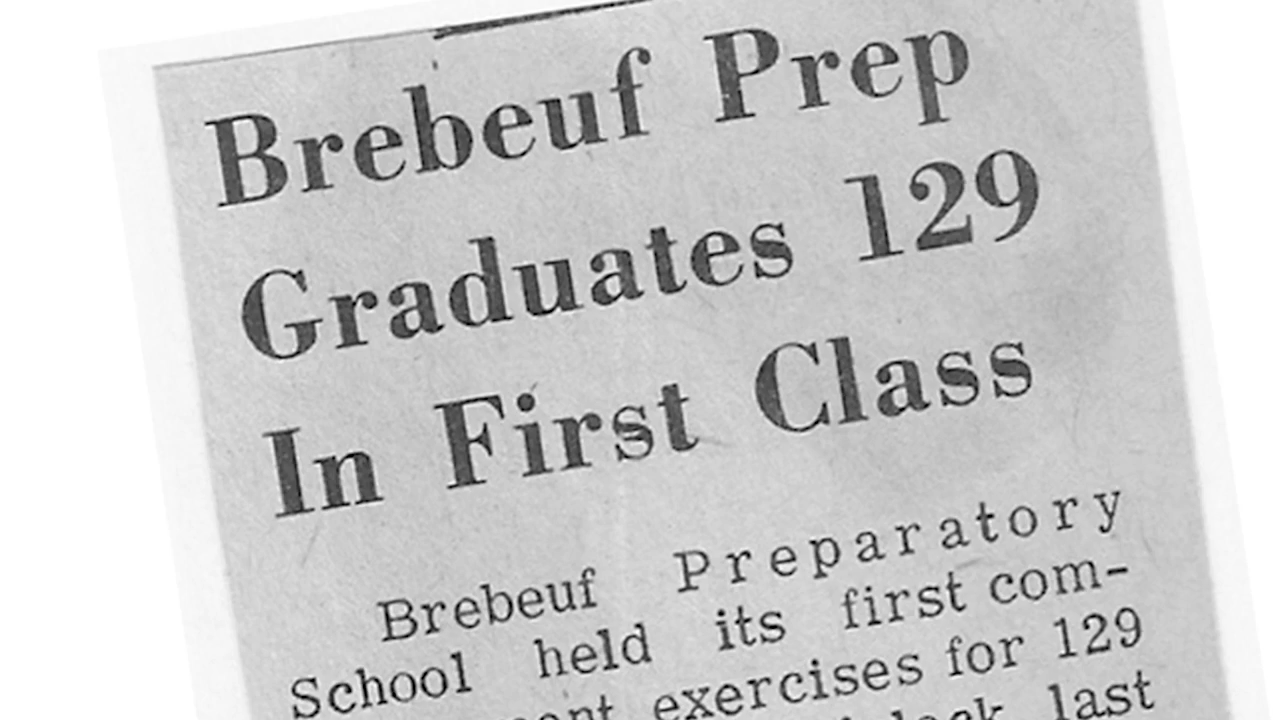 Brebeuf Prep
Graduates 129
In First Class
Brebeuf Preparatory
School held its first com-
exercises for 129
last